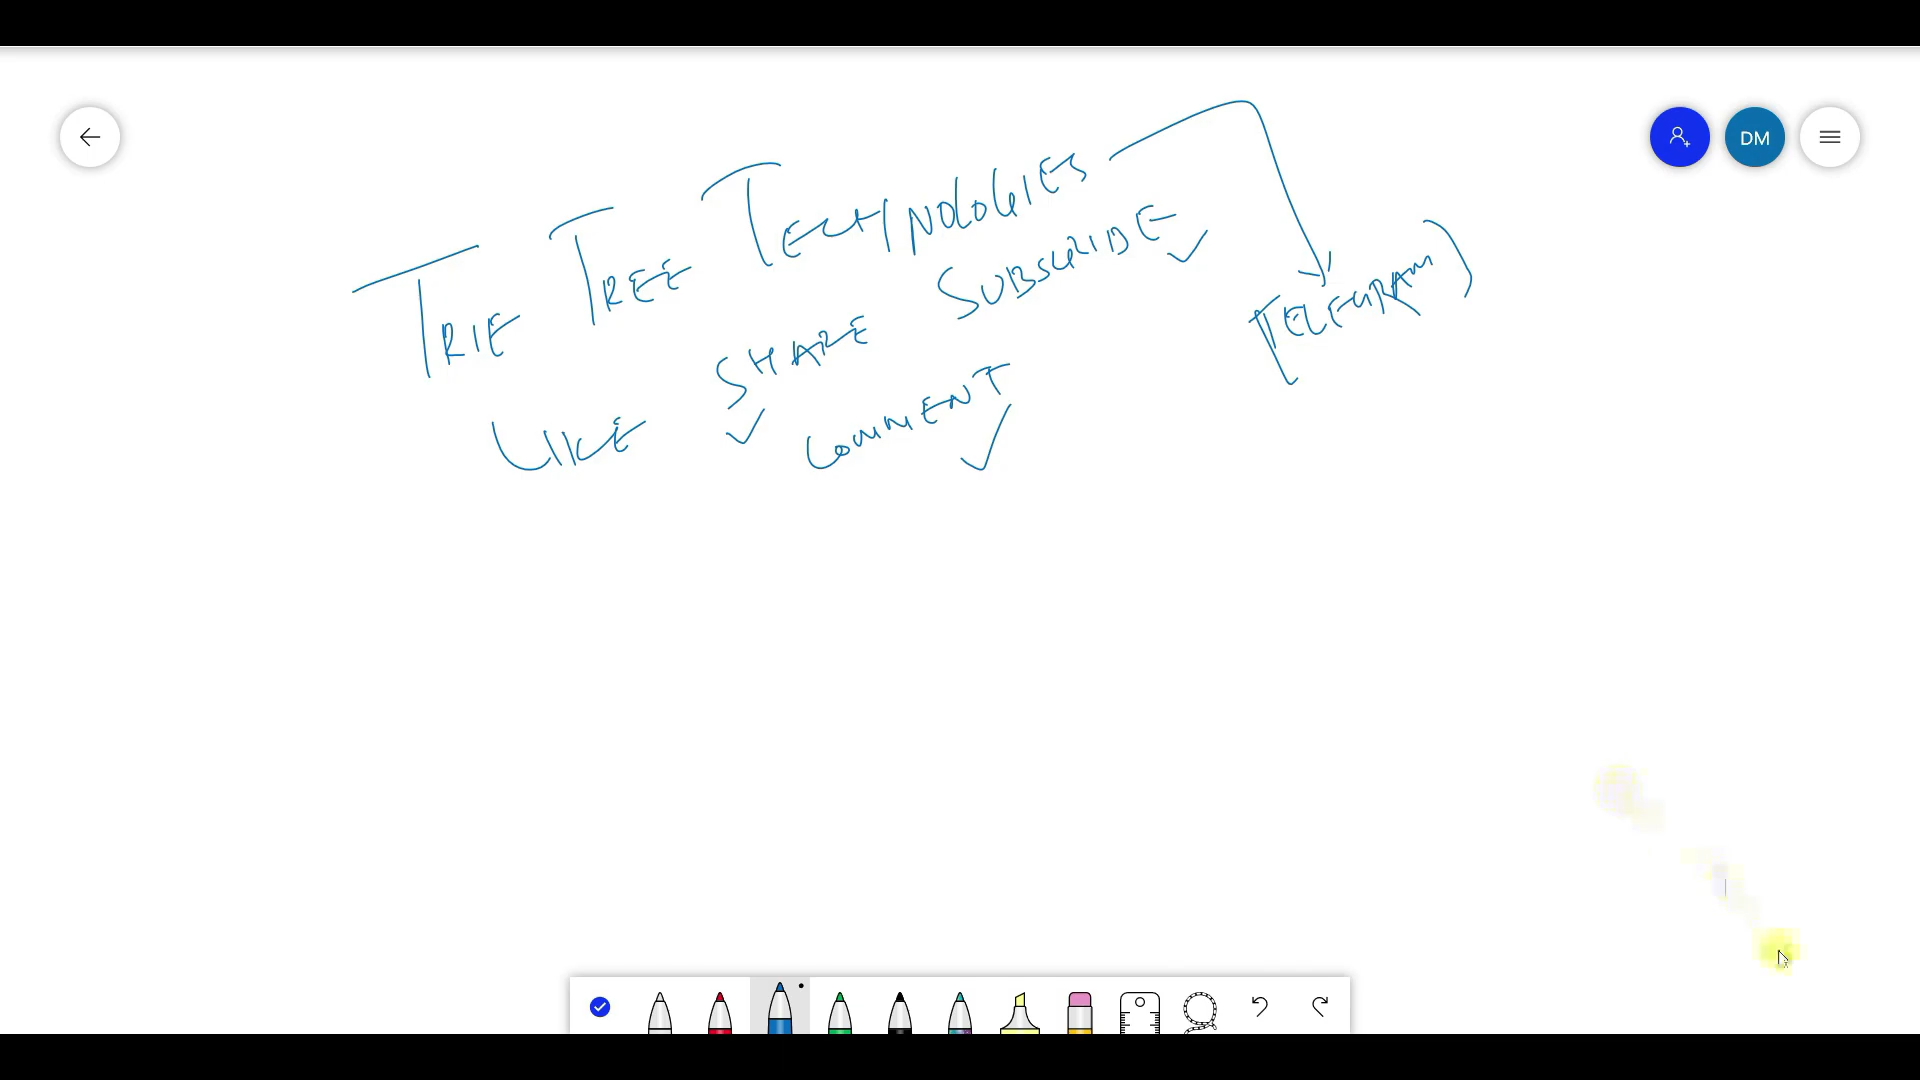 TRIE TREE TECHNOLOGIES
LIKE SHARE SUBSCRIBE
COMMENT
(TELEGRAM)
DM